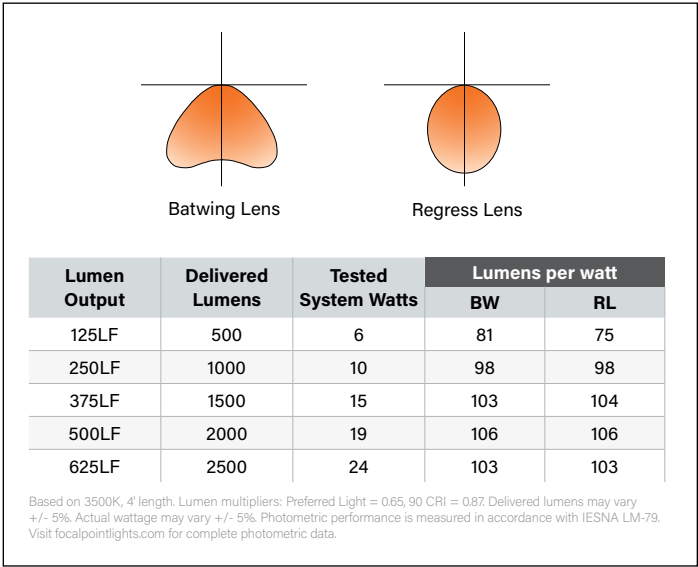 Batwing Lens Regress Lens
Lumen Output Delivered Lumens Tested System Watts Lumens per watt
BW RL
125LF 500 6 81 75
250LF 1000 10 98 98
375LF 1500 15 103 104
500LF 2000 19 106 106
625LF 2500 24 103 103
Based on 3500K, 4' length. Lumen multipliers: Preferred Light = 0.65, 90 CRI = 0.87. Delivered lumens may vary
+/- 5%. Actual wattage may vary +/- 5%. Photometric performance is measured in accordance with IESNA LM-79.
Visit focalpointlights.com for complete photometric data.